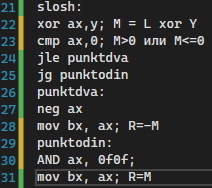 21 slosh:
22 xor ax,y; M = L xor Y
23 cmp ax,0; M>0 или M<=0
24 jle punktdva
25 jg punktodin
26 punktdva:
27 neg ax
28 mov bx, ax; R=-M
29 punktodin:
30 AND ax, 0f0f;
31 mov bx, ax; R=M